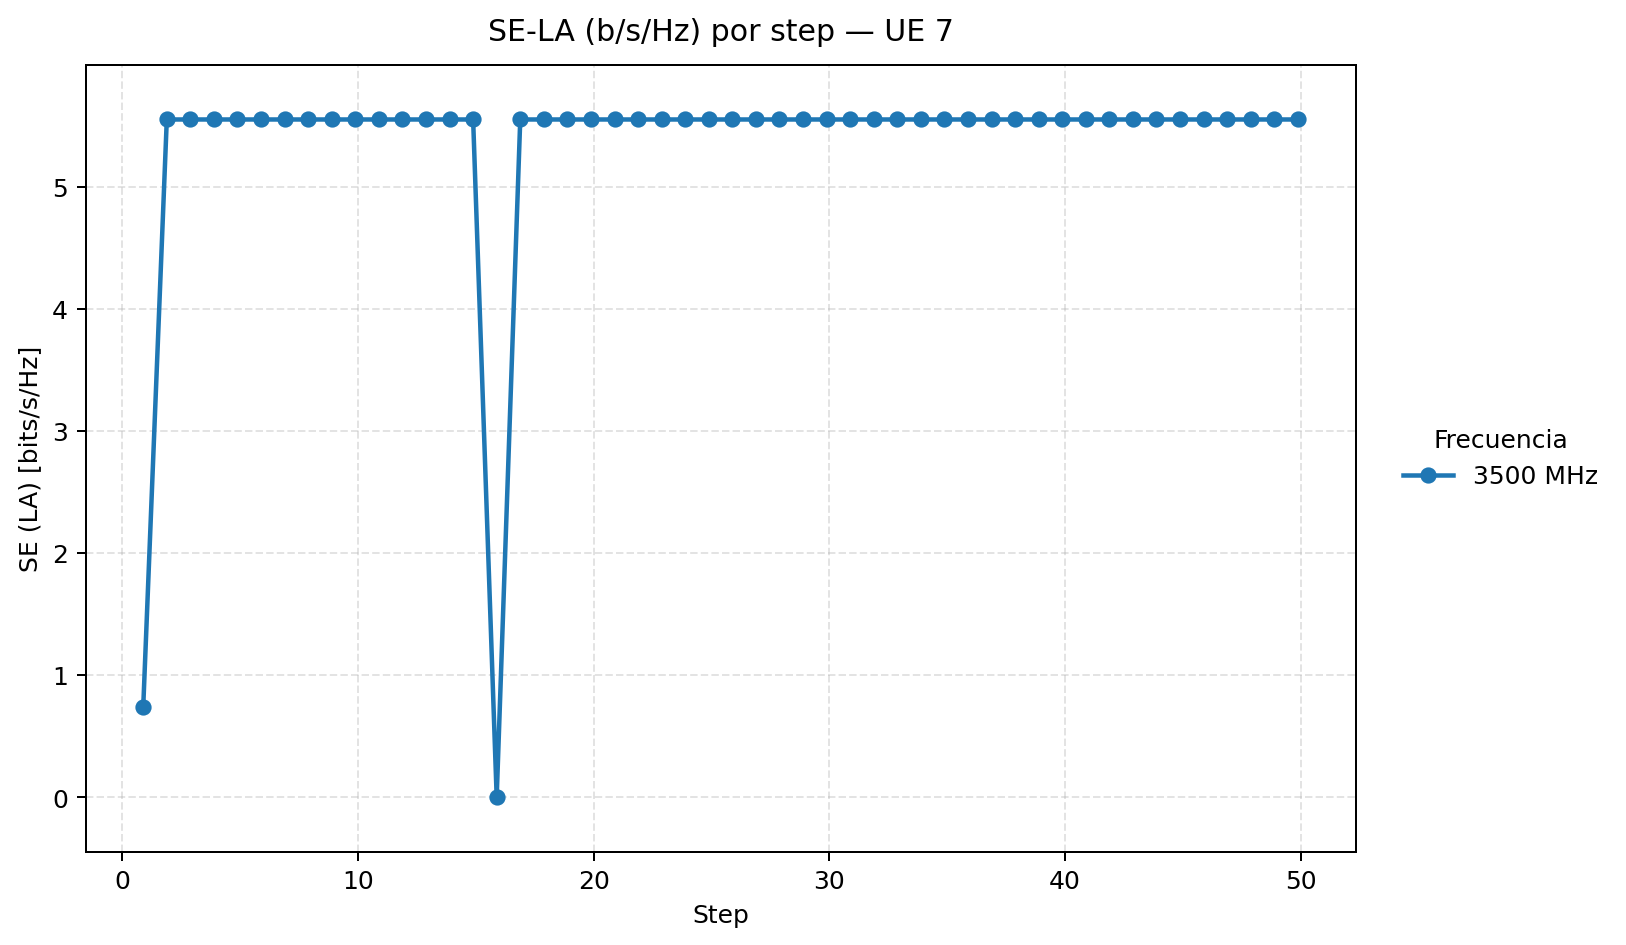 SE-LA (b/s/Hz) por step — UE 7
SE (LA) [bits/s/Hz]
5
4
3
2
1
0
0 10 20 30 40 50
Step
Frecuencia
3500 MHz